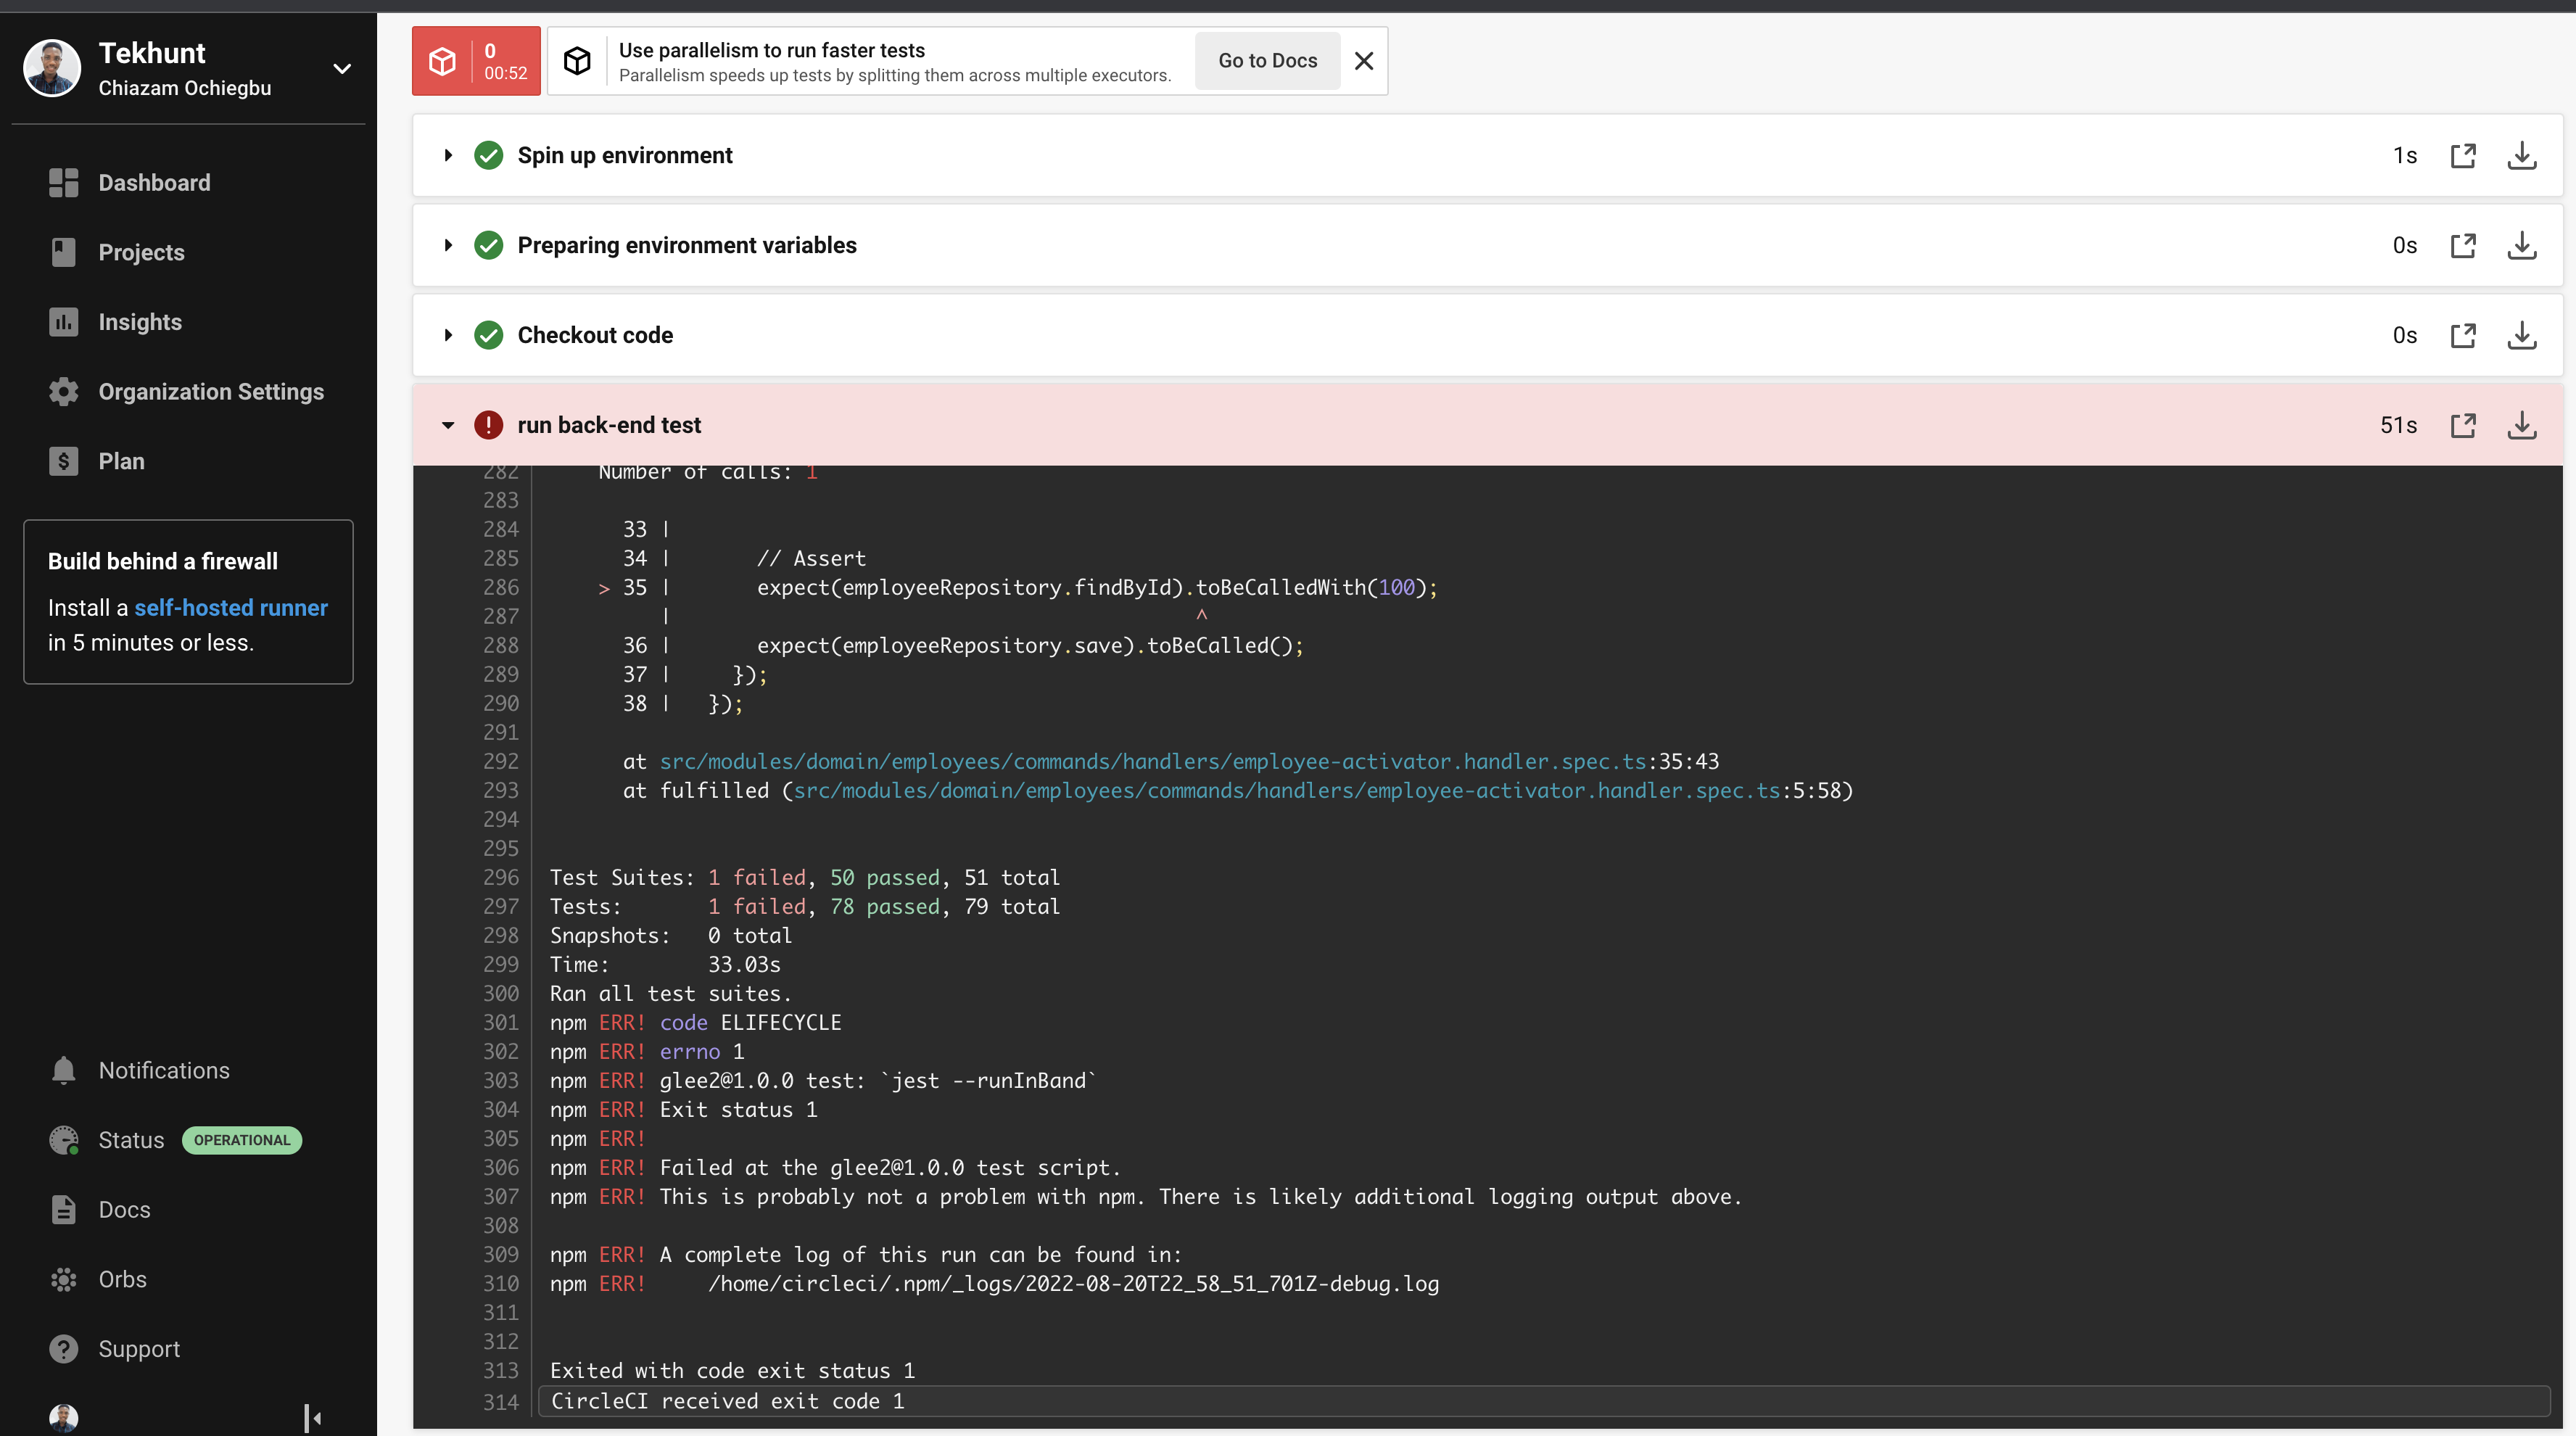 Tekhunt
Chiazam Ochiegbu
Dashboard
Projects
Insights
Organization Settings
Plan
Build behind a firewall
Install a self-hosted runner
in 5 minutes or less.
Notifications
Status OPERATIONAL
Docs
Orbs
Support
0
00:52
Use parallelism to run faster tests
Parallelism speeds up tests by splitting them across multiple executors.
Go to Docs
Spin up environment 1s
Preparing environment variables 0s
Checkout code 0s
run back-end test 51s
282 Number of calls: 1
283
284 33 |
285 34 | // Assert
286 > 35 | expect(employeeRepository.findById).toBeCalledWith(100);
287 | ^
288 36 | expect(employeeRepository.save).toBeCalled();
289 37 | });
290 38 | });
291
292 at src/modules/domain/employees/commands/handlers/employee-activator.handler.spec.ts:35:43
293 at fulfilled (src/modules/domain/employees/commands/handlers/employee-activator.handler.spec.ts:5:58)
294
295
296 Test Suites: 1 failed, 50 passed, 51 total
297 Tests: 1 failed, 78 passed, 79 total
298 Snapshots: 0 total
299 Time: 33.03s
300 Ran all test suites.
301 npm ERR! code ELIFECYCLE
302 npm ERR! errno 1
303 npm ERR! glee2@1.0.0 test: `jest --runInBand`
304 npm ERR! Exit status 1
305 npm ERR!
306 npm ERR! Failed at the glee2@1.0.0 test script.
307 npm ERR! This is probably not a problem with npm. There is likely additional logging output above.
308
309 npm ERR! A complete log of this run can be found in:
310 npm ERR! /home/circleci/.npm/_logs/2022-08-20T22_58_51_701Z-debug.log
311
312
313 Exited with code exit status 1
314 CircleCI received exit code 1